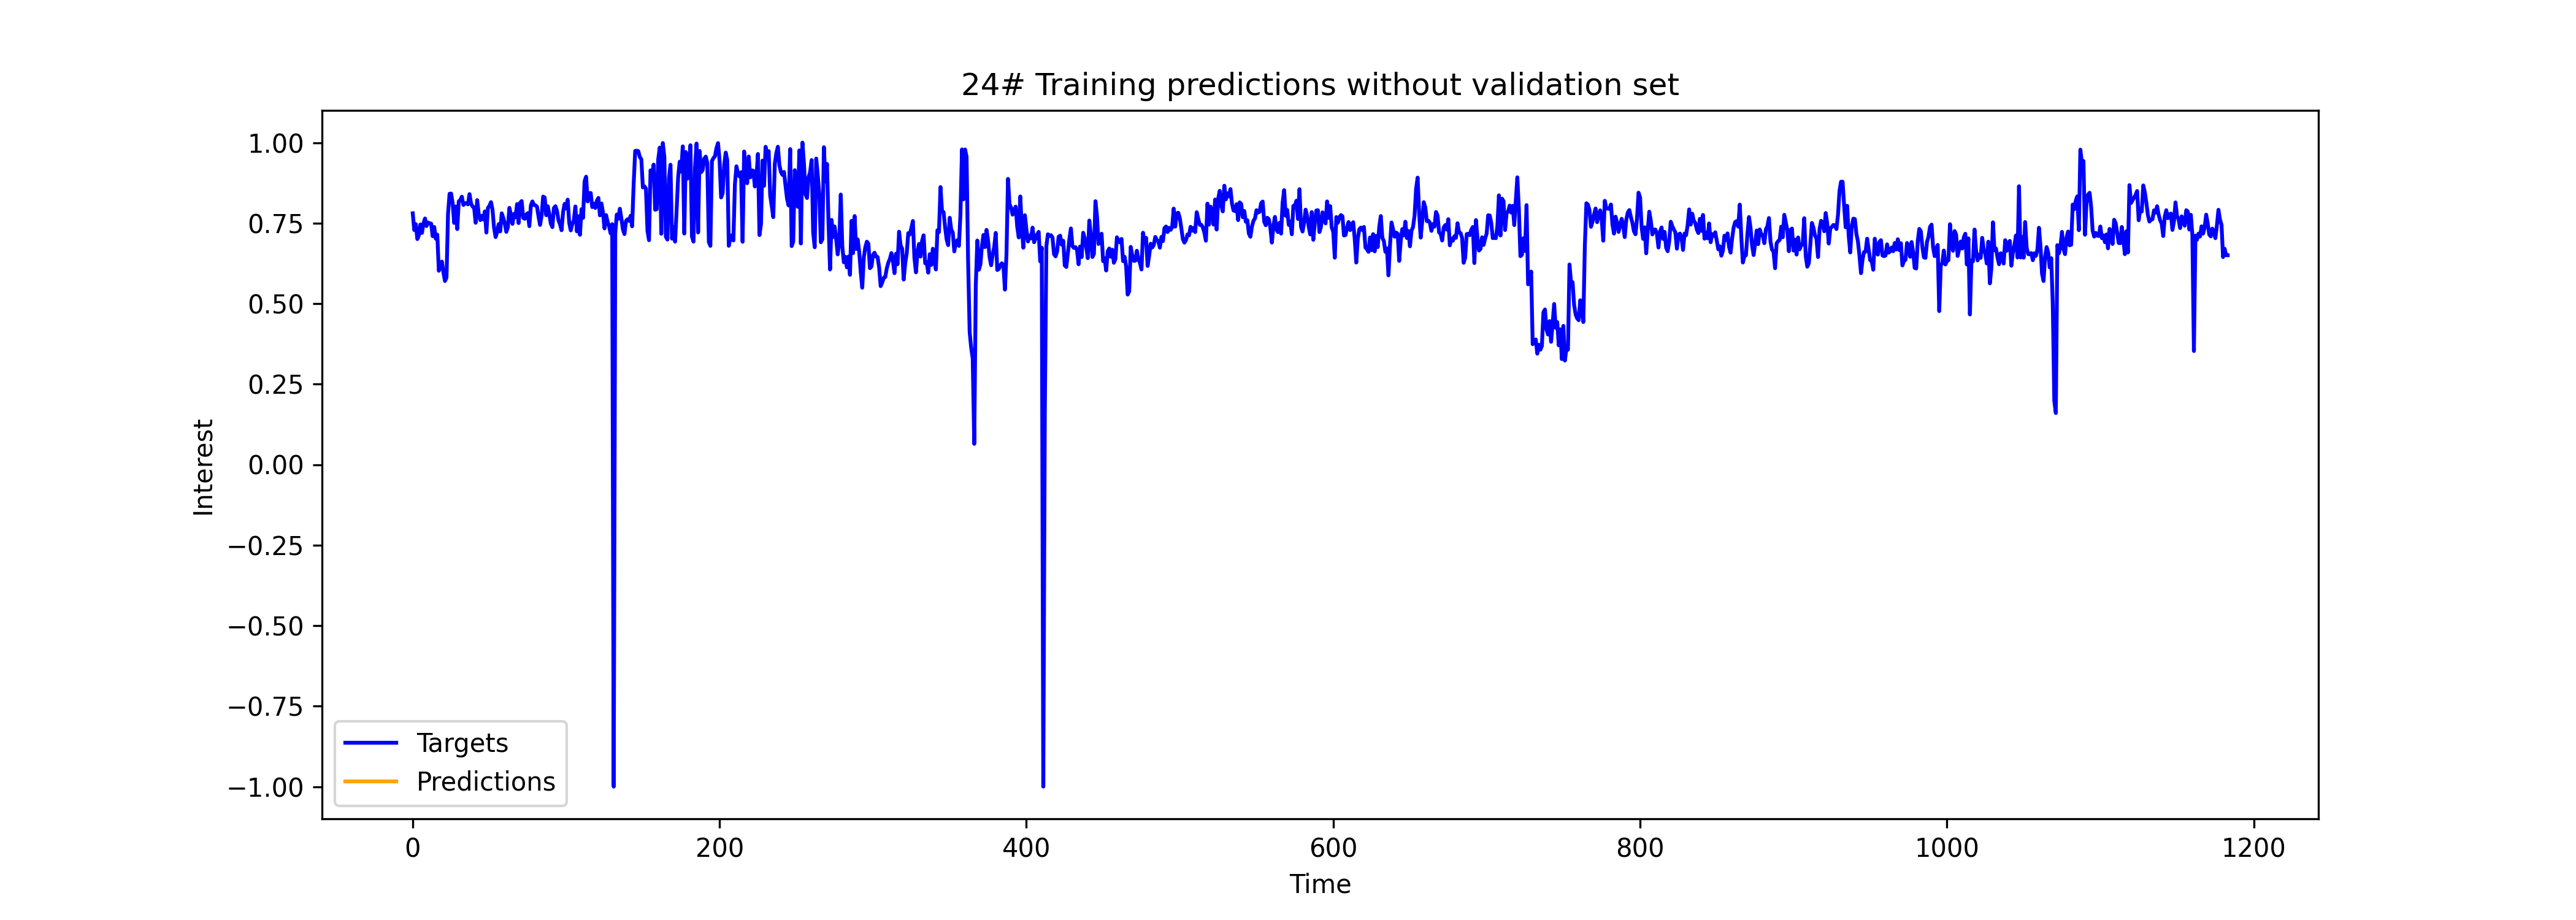 24# Training predictions without validation set
1.00
0.75
0.50
0.25
0.00
−0.25
−0.50
−0.75
−1.00
Interest
Targets
Predictions
0 200 400 600 800 1000 1200
Time